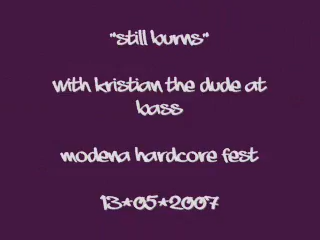 "still burns"
with kristian the dude at
bass
modena hardcore fest
13*05*2007